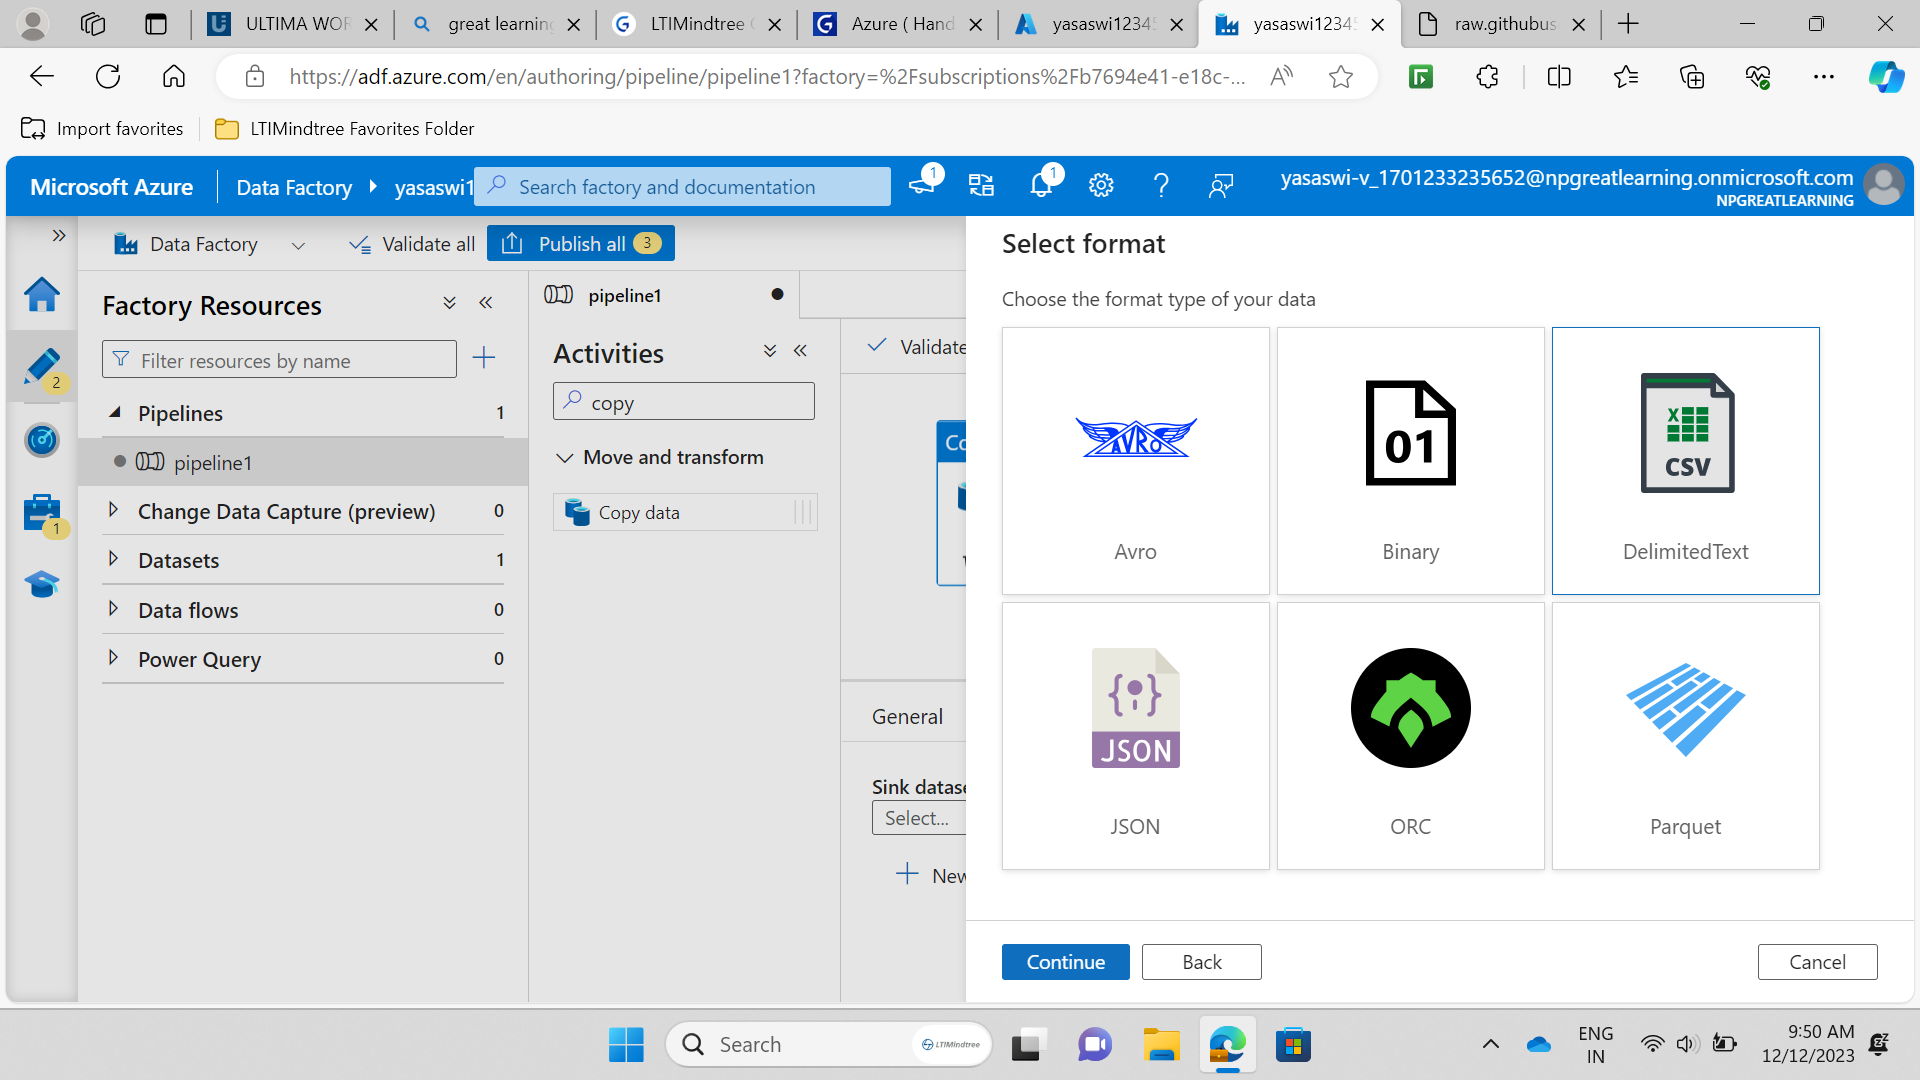 ULTIMA WOR
great learning
LTIMindtree
Azure ( Hand
yasaswi1234
yasaswi1234
raw.githubus
https://adf.azure.com/en/authoring/pipeline/pipeline1?factory=%2Fsubscriptions%2Fb7694e41-e18c-...
Import favorites
LTIMindtree Favorites Folder
Microsoft Azure
Data Factory
yasaswi1
Search factory and documentation
1
1
yasaswi-v_1701233235652@npgreatlearning.onmicrosoft.com
NPGREATLEARNING
Data Factory
Validate all
Publish all 3
Factory Resources
Filter resources by name
2
Pipelines 1
pipeline1
Change Data Capture (preview) 0
1
Datasets 1
Data flows 0
Power Query 0
pipeline1
Activities
copy
Move and transform
Copy data
Validate
Co
General
Sink datase
Select...
New
Select format
Choose the format type of your data
AVRO
Avro
01
Binary
CSV
DelimitedText
JSON
JSON
ORC
Parquet
Continue
Back
Cancel
Search
LTIMindtree
ENG
IN
9:50 AM
12/12/2023